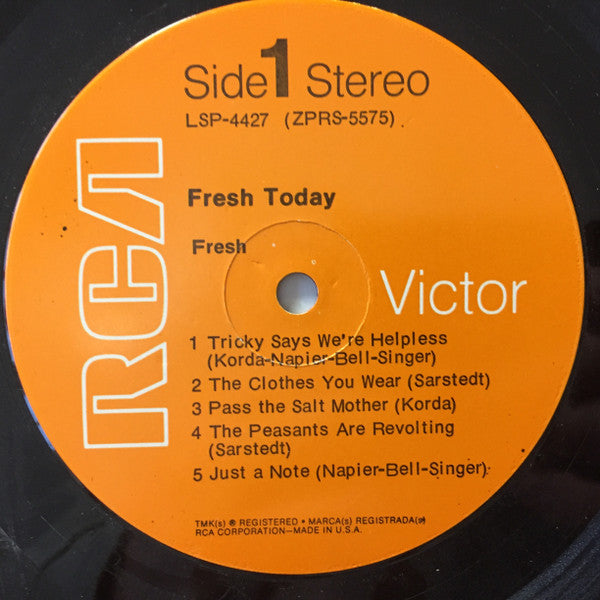 Side 1 Stereo
LSP-4427 (ZPRS-5575)
Fresh Today
Fresh
RCA
Victor
1 Tricky Says We're Helpless
(Korda-Napier-Bell-Singer)
2 The Clothes You Wear (Sarstedt)
3 Pass the Salt Mother (Korda)
4 The Peasants Are Revolting
(Sarstedt)
5 Just a Note (Napier-Bell-Singer)
TMK(s) ® REGISTERED • MARCA(s) REGISTRADA(s)
RCA CORPORATION—MADE IN U.S.A.